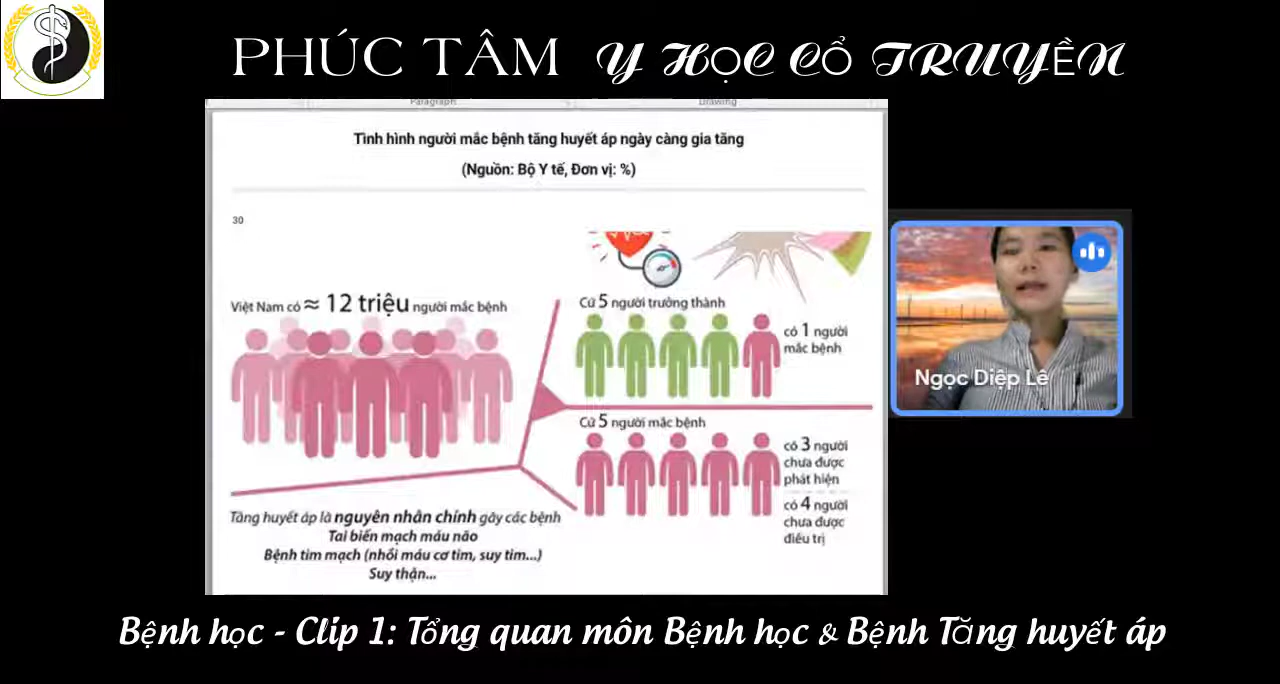 PHÚC TÂM Y HỌC CỔ TRUYỀN
Paragraph
Drawing
Tình hình người mắc bệnh tăng huyết áp ngày càng gia tăng
(Nguồn: Bộ Y tế, Đơn vị: %)
30
Việt Nam có ≈ 12 triệu người mắc bệnh
Cứ 5 người trưởng thành
có 1 người
mắc bệnh
Cứ 5 người mắc bệnh
có 3 người
chưa được
phát hiện
có 4 người
chưa được
điều trị
Tăng huyết áp là nguyên nhân chính gây các bệnh
Tai biến mạch máu não
Bệnh tim mạch (nhồi máu cơ tim, suy tim...)
Suy thận...
Ngọc Diệp Lê
Bệnh học - Clip 1: Tổng quan môn Bệnh học & Bệnh Tăng huyết áp